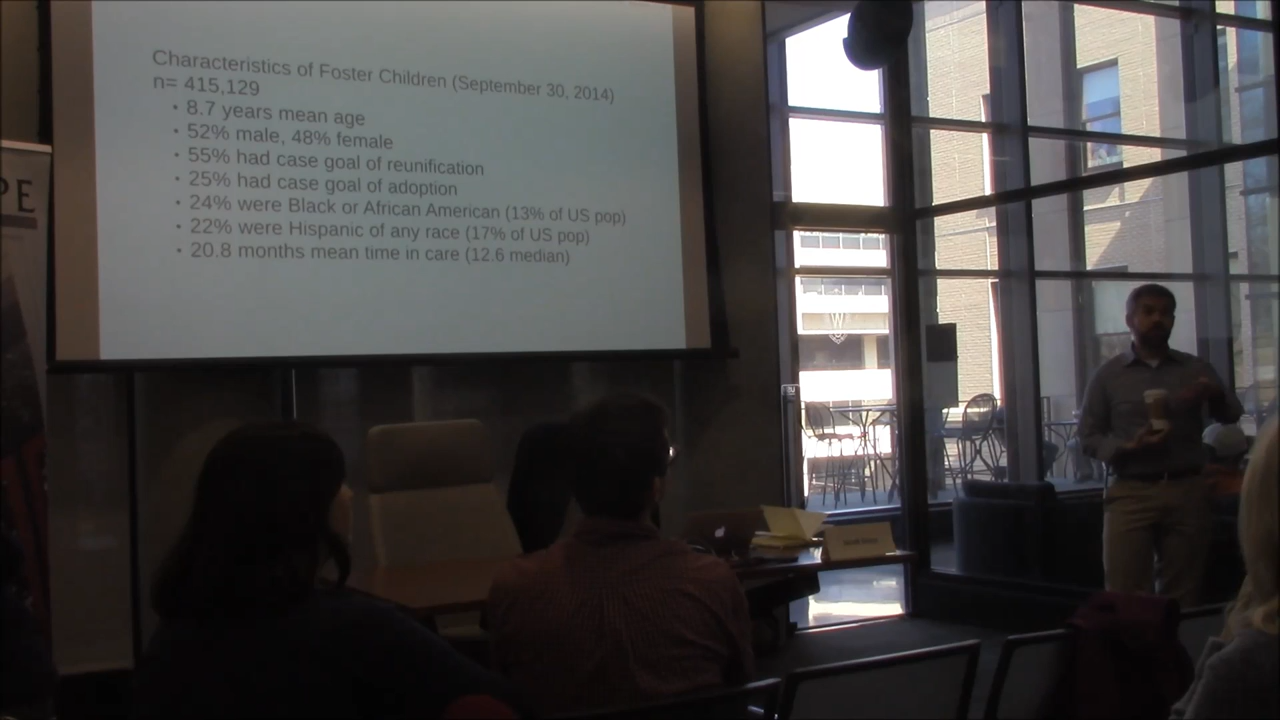 Characteristics of Foster Children (September 30, 2014)
n= 415,129
• 8.7 years mean age
• 52% male, 48% female
• 55% had case goal of reunification
• 25% had case goal of adoption
• 24% were Black or African American (13% of US pop)
• 22% were Hispanic of any race (17% of US pop)
• 20.8 months mean time in care (12.6 median)
PE
W